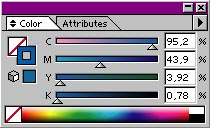 Color Attributes
C 95,2 %
M 43,9 %
Y 3,92 %
K 0,78 %